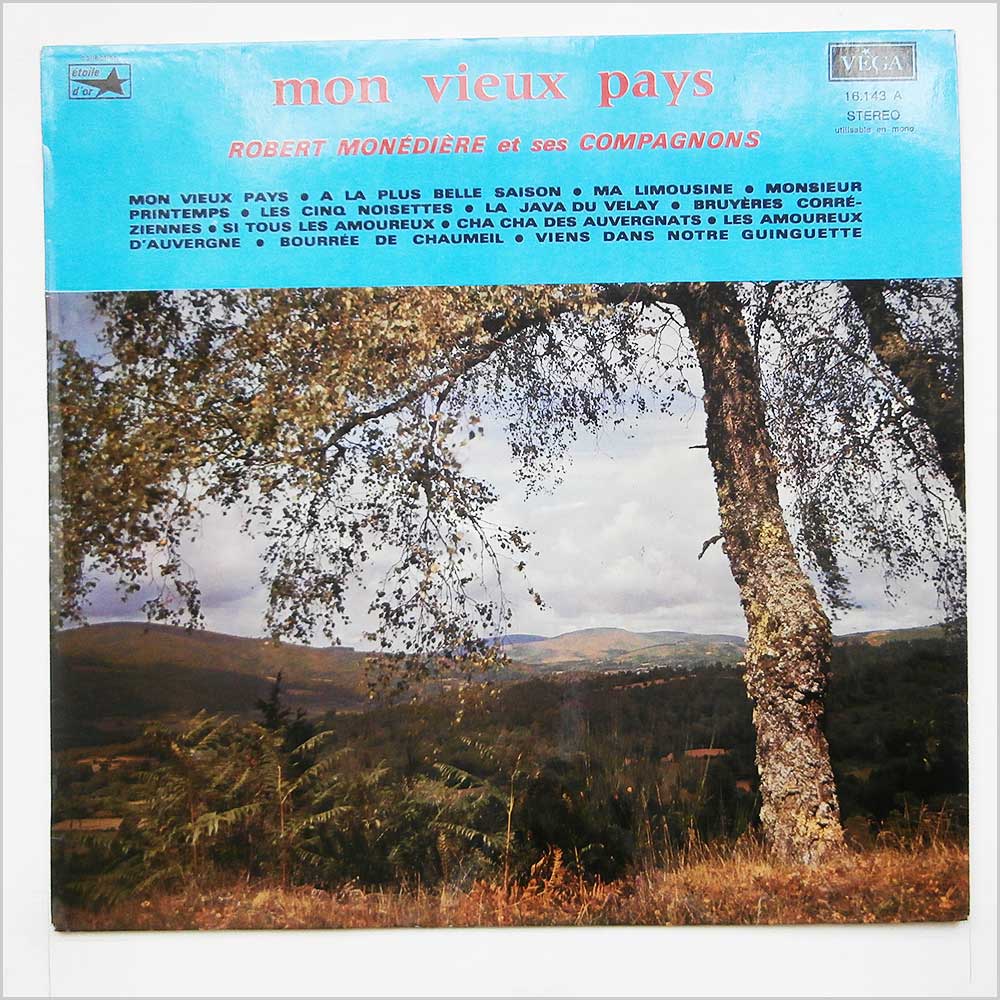 étoile
d'or
VÉGA
mon vieux pays
16.143 A
STEREO
utilisable en mono
ROBERT MONÉDIÈRE et ses COMPAGNONS
MON VIEUX PAYS • A LA PLUS BELLE SAISON • MA LIMOUSINE • MONSIEUR
PRINTEMPS • LES CINQ NOISETTES • LA JAVA DU VELAY • BRUYÈRES CORRÉ-
ZIENNES • SI TOUS LES AMOUREUX • CHA CHA DES AUVERGNATS • LES AMOUREUX
D'AUVERGNE • BOURRÉE DE CHAUMEIL • VIENS DANS NOTRE GUINGUETTE